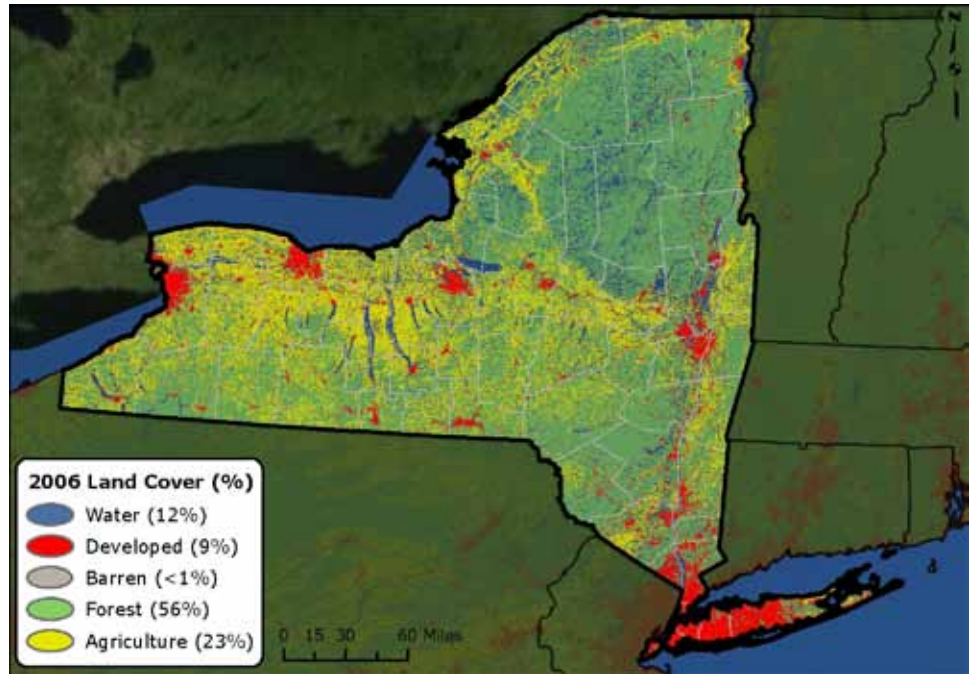 N
2006 Land Cover (%)
Water (12%)
Developed (9%)
Barren (<1%)
Forest (56%)
Agriculture (23%)
0 15 30 60 Miles